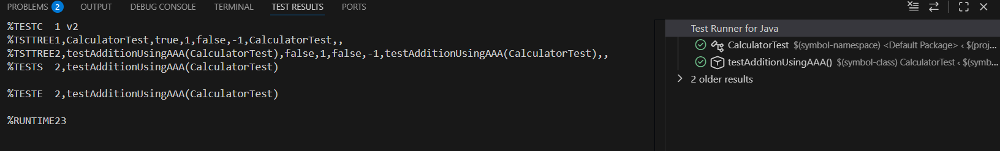 PROBLEMS 2 OUTPUT DEBUG CONSOLE TERMINAL TEST RESULTS PORTS
%TESTC  1 v2
%TSTTREE1,CalculatorTest,true,1,false,-1,CalculatorTest,,
%TSTTREE2,testAdditionUsingAAA(CalculatorTest),false,1,false,-1,testAdditionUsingAAA(CalculatorTest),,
%TESTS  2,testAdditionUsingAAA(CalculatorTest)
%TESTE  2,testAdditionUsingAAA(CalculatorTest)
%RUNTIME23
Test Runner for Java
CalculatorTest $(symbol-namespace) <Default Package> < $(proj...
testAdditionUsingAAA() $(symbol-class) CalculatorTest < $(symb...
2 older results